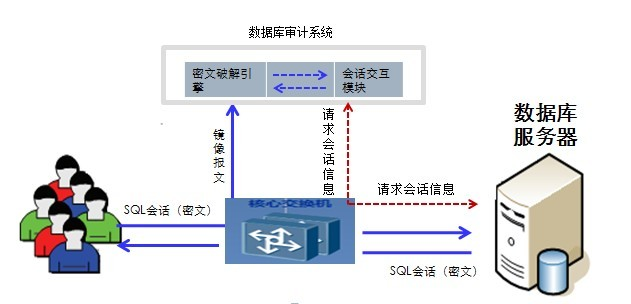 数据库审计系统
密文破解引
擎
会话交互
模块
镜像报文
请求会话信息
数据库
服务器
请求会话信息
SQL会话（密文）
核心交换机
SQL会话（密文）